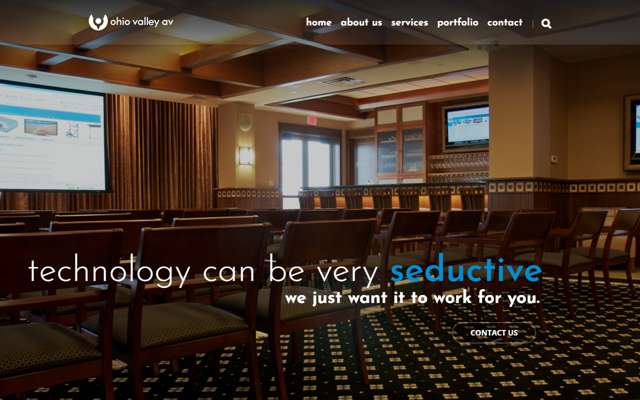 ohio valley av
home about us services portfolio contact
technology can be very seductive
we just want it to work for you.
CONTACT US